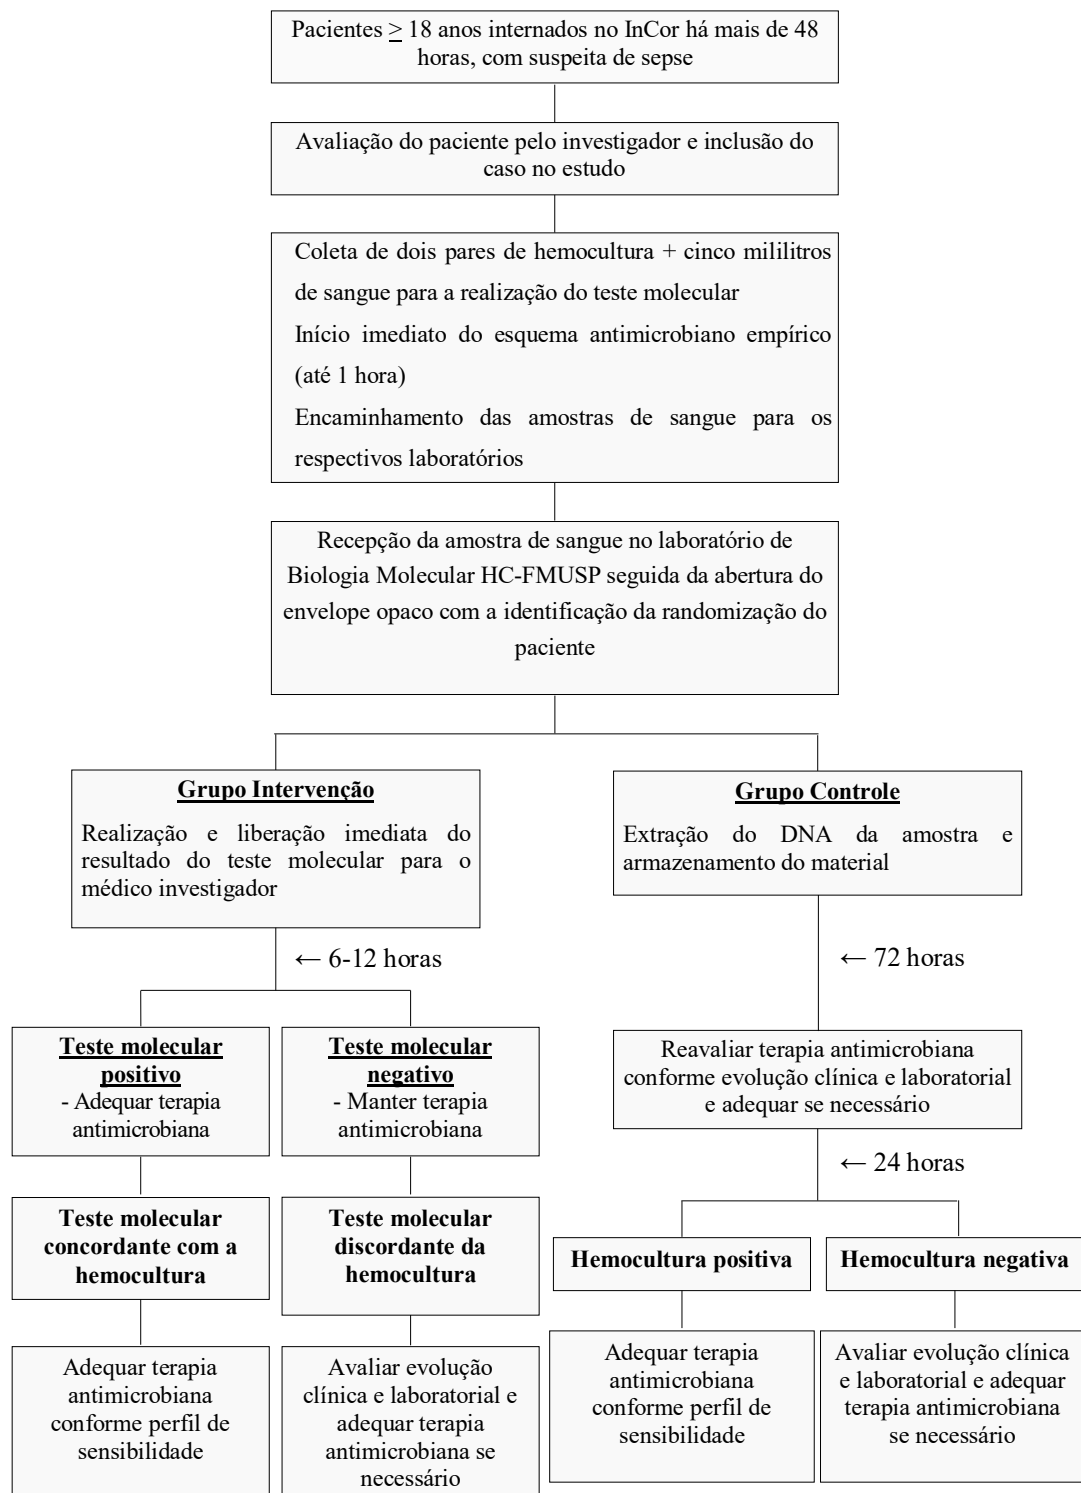 Pacientes ≥ 18 anos internados no InCor há mais de 48
horas, com suspeita de sepse
Avaliação do paciente pelo investigador e inclusão do
caso no estudo
Coleta de dois pares de hemocultura + cinco mililitros
de sangue para a realização do teste molecular
Início imediato do esquema antimicrobiano empírico
(até 1 hora)
Encaminhamento das amostras de sangue para os
respectivos laboratórios
Recepção da amostra de sangue no laboratório de
Biologia Molecular HC-FMUSP seguida da abertura do
envelope opaco com a identificação da randomização do
paciente
Grupo Intervenção
Realização e liberação imediata do
resultado do teste molecular para o
médico investigador
Grupo Controle
Extração do DNA da amostra e
armazenamento do material
← 6-12 horas
← 72 horas
Teste molecular
positivo
- Adequar terapia
antimicrobiana
Teste molecular
negativo
- Manter terapia
antimicrobiana
Reavaliar terapia antimicrobiana
conforme evolução clínica e laboratorial
e adequar se necessário
← 24 horas
Teste molecular
concordante com a
hemocultura
Teste molecular
discordante da
hemocultura
Hemocultura positiva
Hemocultura negativa
Adequar terapia
antimicrobiana
conforme perfil de
sensibilidade
Avaliar evolução
clínica e laboratorial e
adequar terapia
antimicrobiana se
necessário
Adequar terapia
antimicrobiana
conforme perfil de
sensibilidade
Avaliar evolução clínica
e laboratorial e adequar
terapia antimicrobiana
se necessário